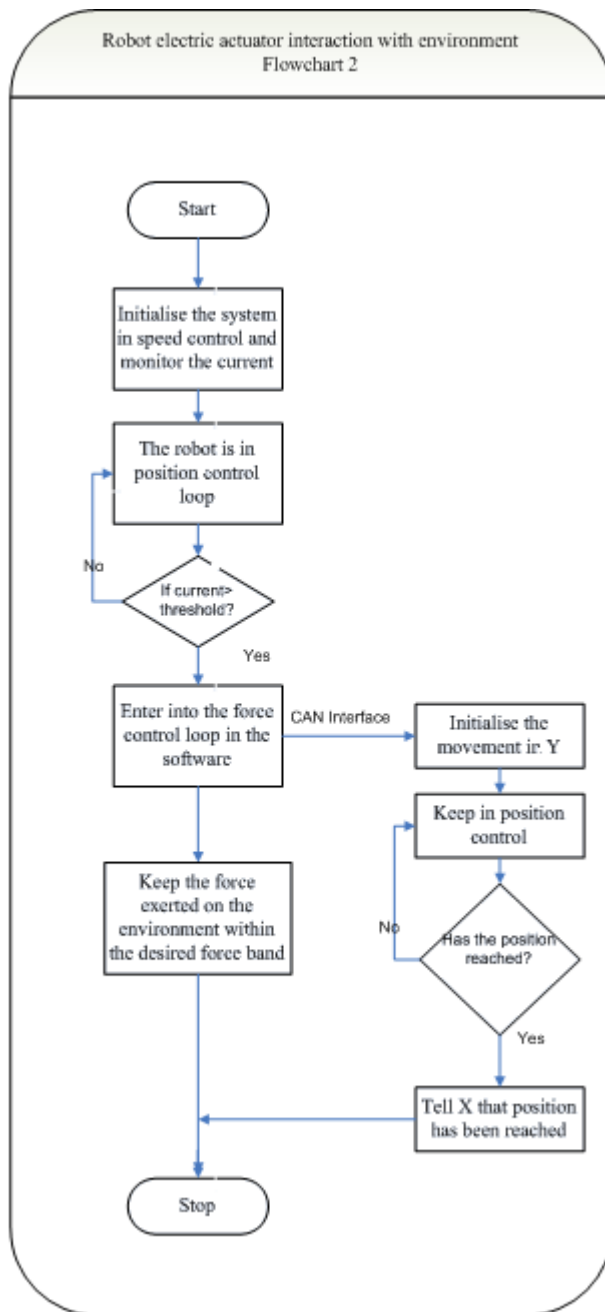 Robot electric actuator interaction with environment
Flowchart 2
Start
Initialise the system
in speed control and
monitor the current
The robot is in
position control
loop
No
If current>
threshold?
Yes
Enter into the force
control loop in the
software
CAN Interface
Initialise the
movement in Y
Keep in position
control
Keep the force
exerted on the
environment within
the desired force band
No
Has the position
reached?
Yes
Tell X that position
has been reached
Stop